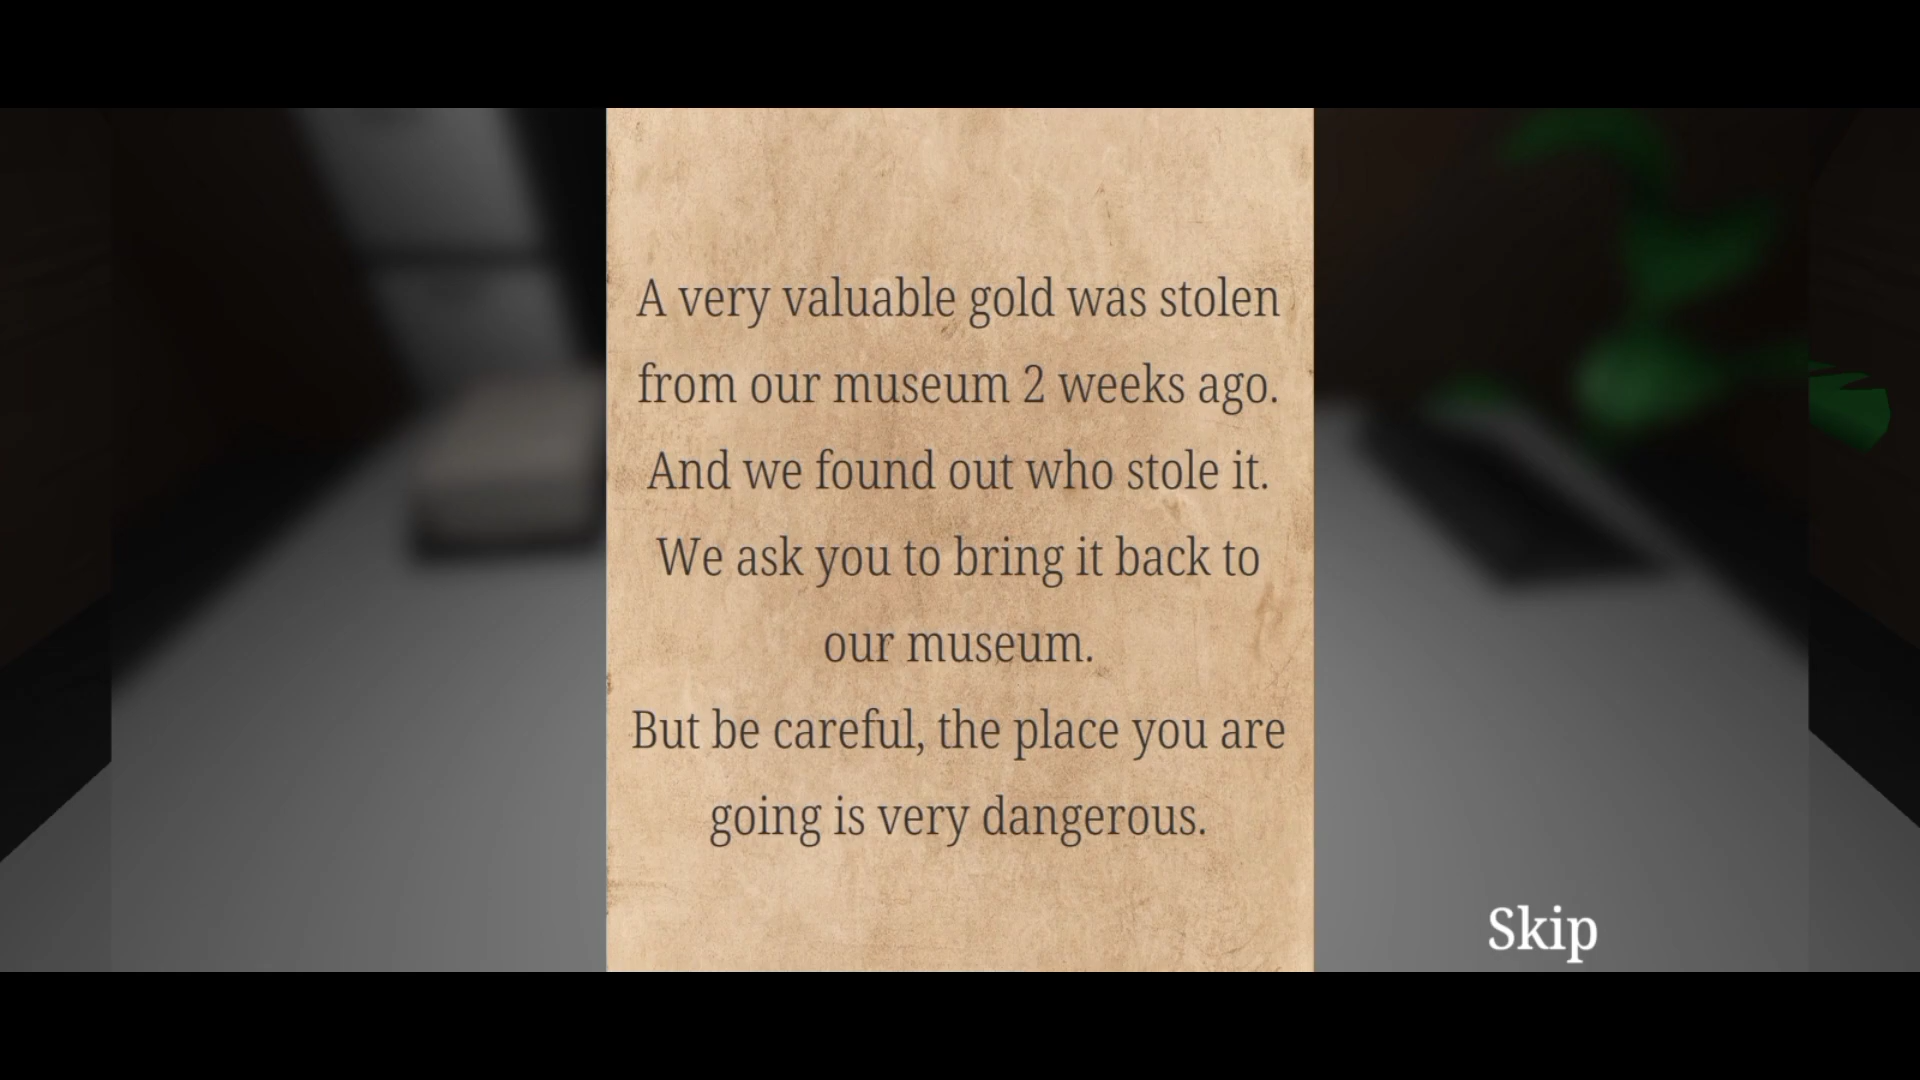 A very valuable gold was stolen
from our museum 2 weeks ago.
And we found out who stole it.
We ask you to bring it back to
our museum.
But be careful, the place you are
going is very dangerous.
Skip